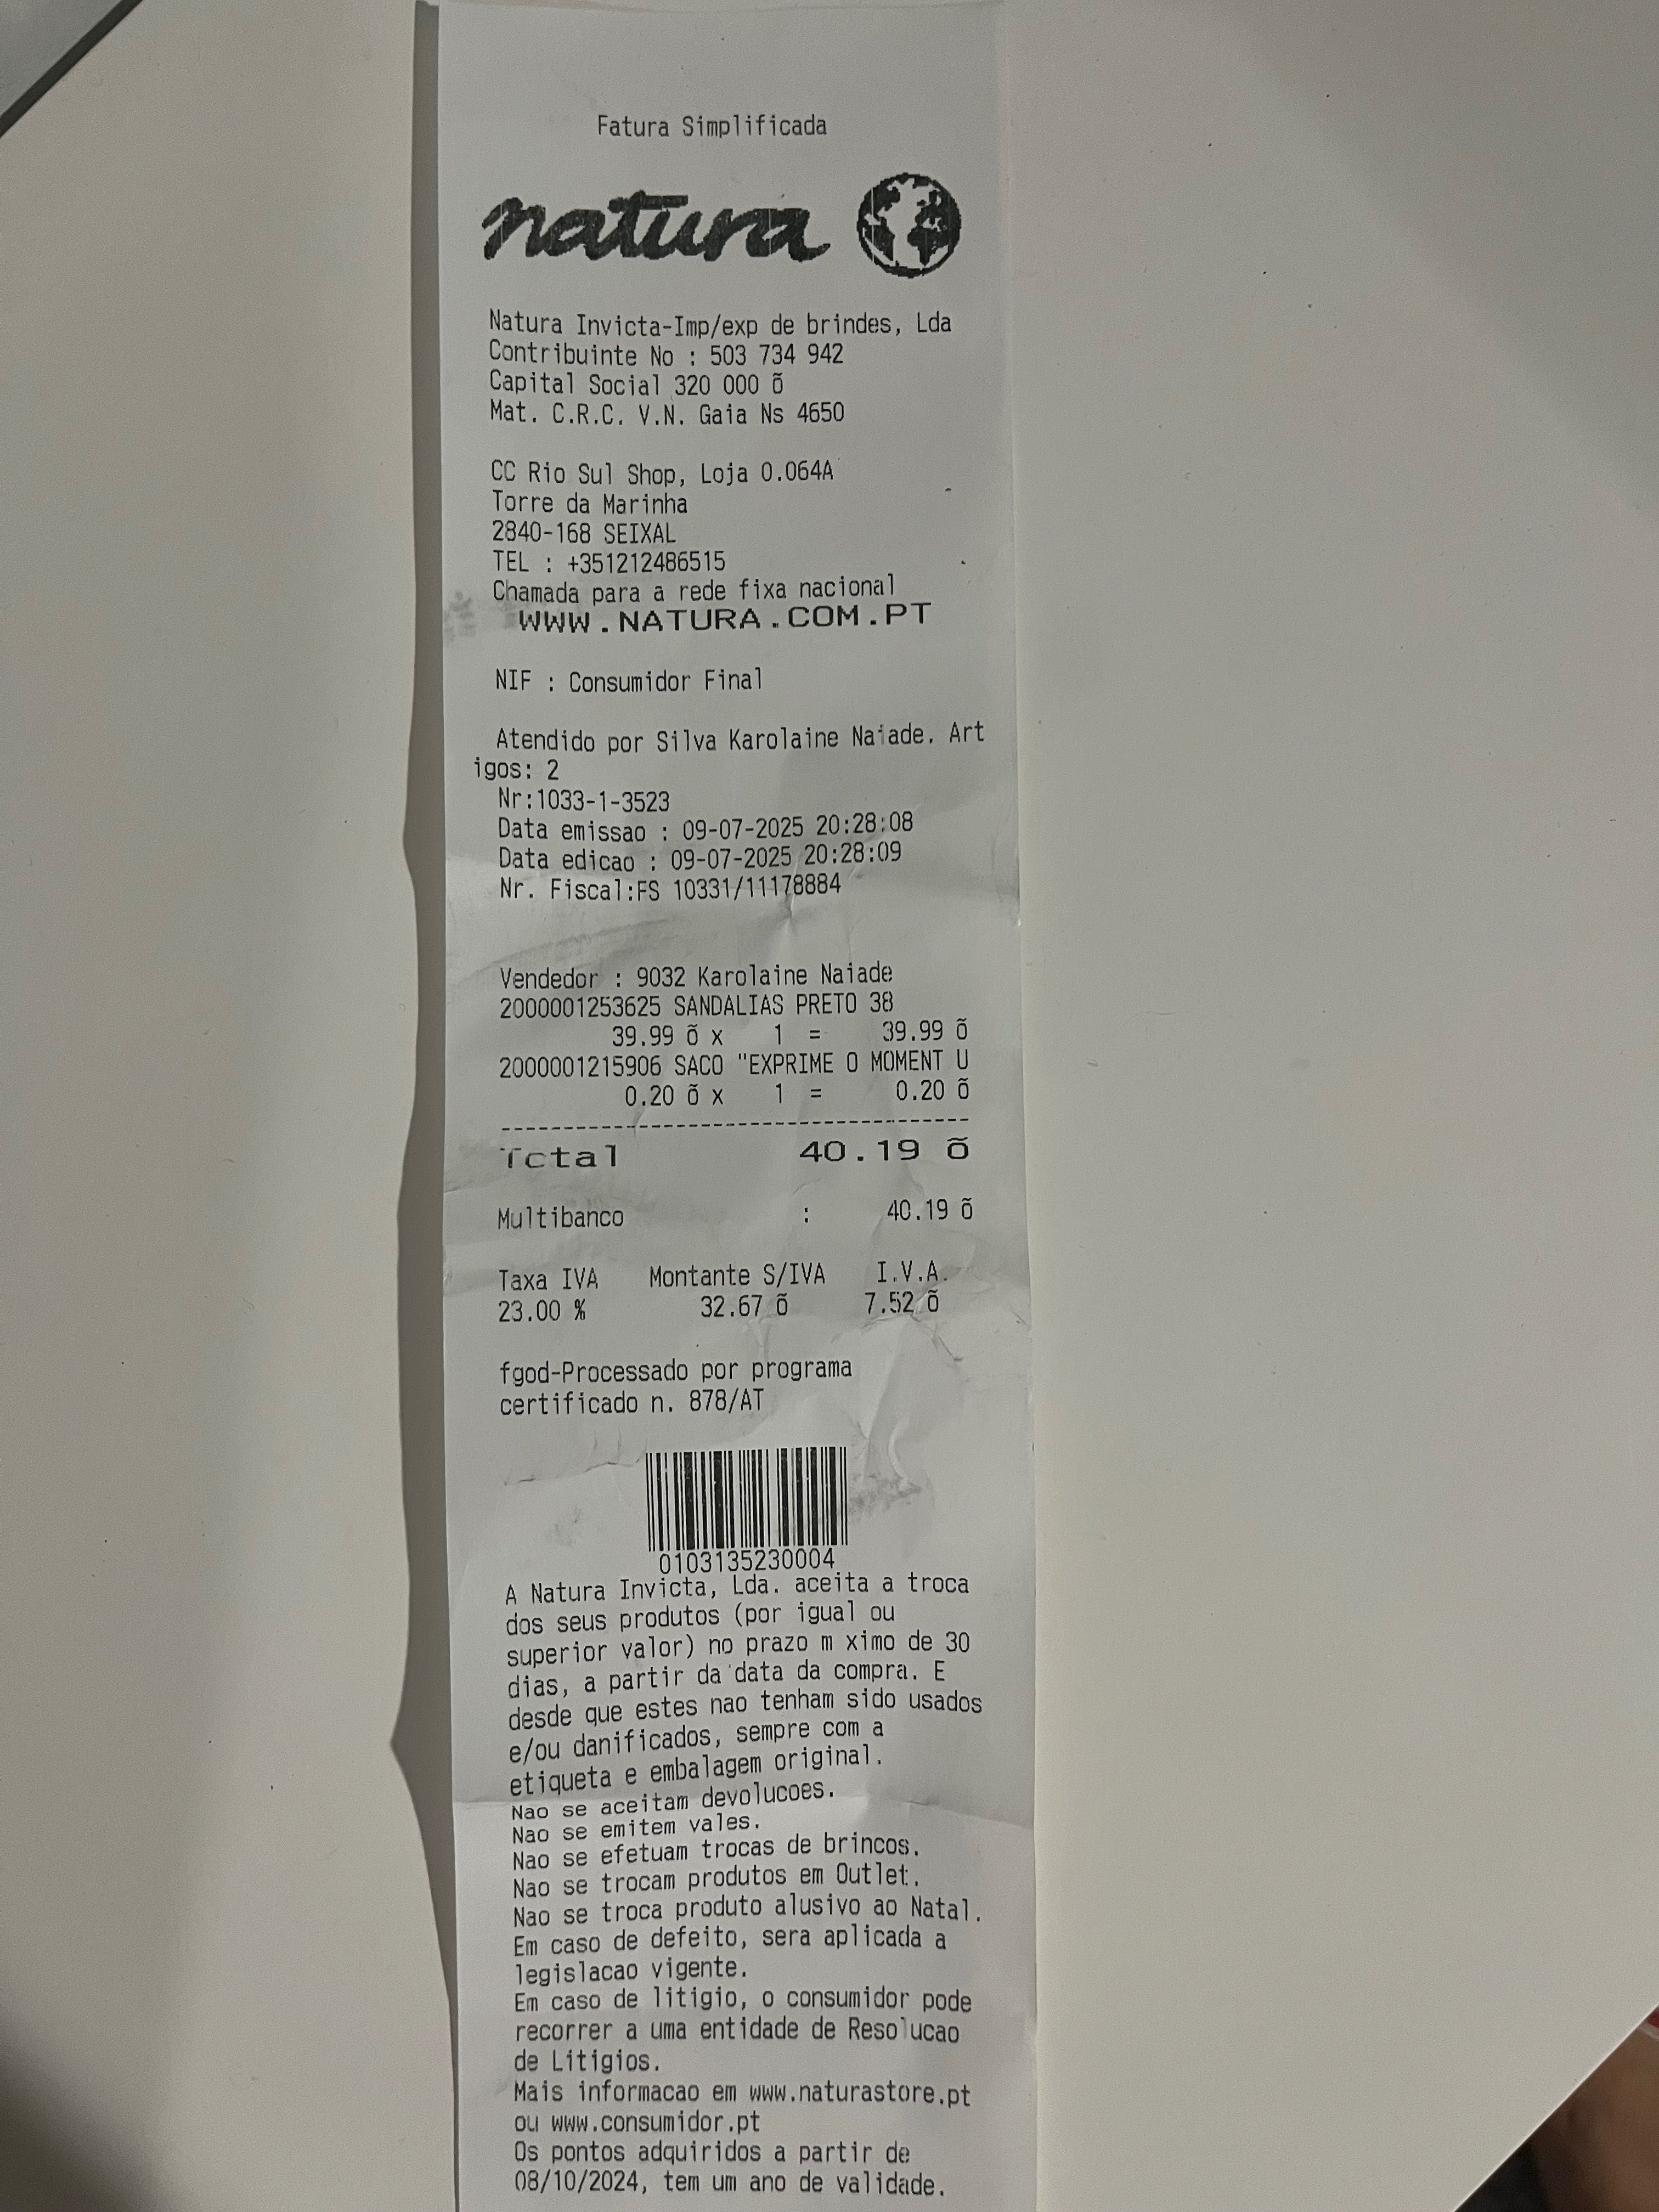 Fatura Simplificada
natura
Natura Invicta-Imp/exp de brindes, Lda
Contribuinte No : 503 734 942
Capital Social 320 000 õ
Mat. C.R.C. V.N. Gaia Ns 4650
CC Rio Sul Shop, Loja 0.064A
Torre da Marinha
2840-168 SEIXAL
TEL : +351212486515
Chamada para a rede fixa nacional
WWW.NATURA.COM.PT
NIF : Consumidor Final
Atendido por Silva Karolaine Naiade. Art
igos: 2
Nr:1033-1-3523
Data emissao : 09-07-2025 20:28:08
Data edicao : 09-07-2025 20:28:09
Nr. Fiscal:FS 10331/11178884
Vendedor : 9032 Karolaine Naiade
2000001253625 SANDALIAS PRETO 38
39.99 õ x 1 = 39.99 õ
2000001215906 SACO "EXPRIME O MOMENT U
0.20 õ x 1 = 0.20 õ
Total 40.19 õ
Multibanco : 40.19 õ
Taxa IVA Montante S/IVA I.V.A.
23.00 % 32.67 õ 7.52 õ
fgod-Processado por programa
certificado n. 878/AT
0103135230004
A Natura Invicta, Lda. aceita a troca
dos seus produtos (por igual ou
superior valor) no prazo m ximo de 30
dias, a partir da data da compra. E
desde que estes nao tenham sido usados
e/ou danificados, sempre com a
etiqueta e embalagem original.
Nao se aceitam devolucoes.
Nao se emitem vales.
Nao se efetuam trocas de brincos.
Nao se trocam produtos em Outlet.
Nao se troca produto alusivo ao Natal.
Em caso de defeito, sera aplicada a
legislacao vigente.
Em caso de litigio, o consumidor pode
recorrer a uma entidade de Resolucao
de Litigios.
Mais informacao em www.naturastore.pt
ou www.consumidor.pt
Os pontos adquiridos a partir de
08/10/2024, tem um ano de validade.